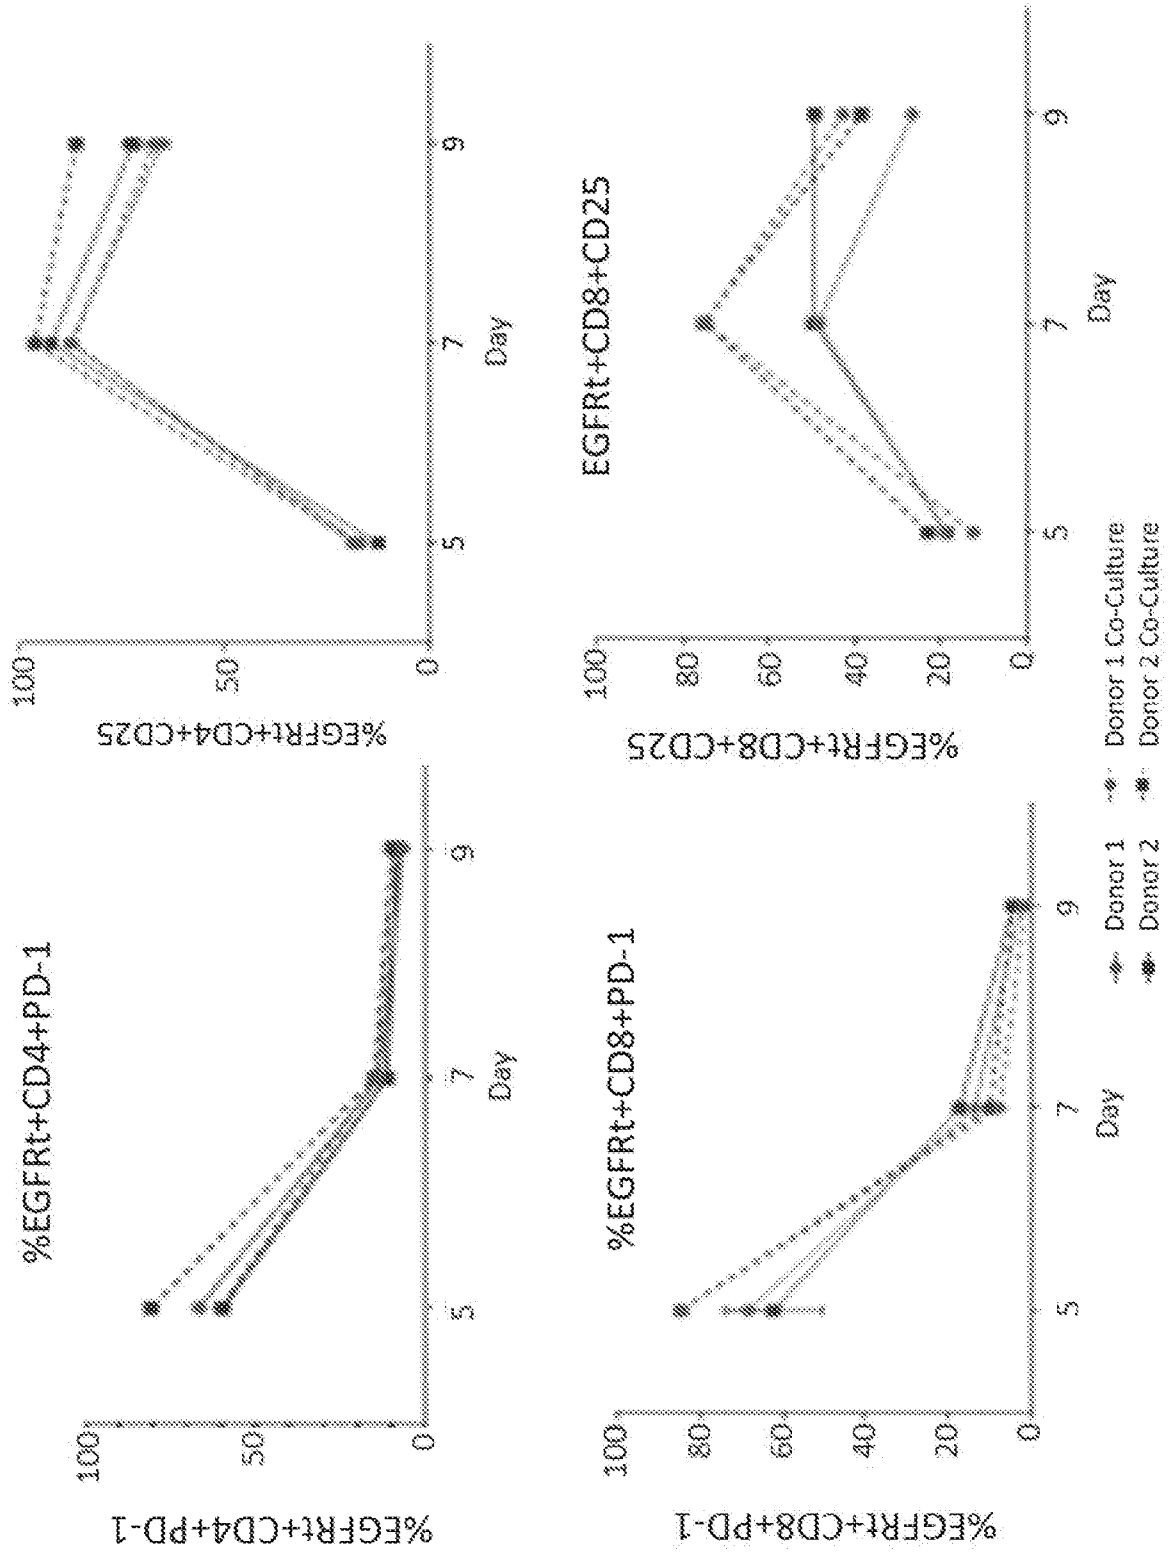 %EGFRt+CD4+PD-1
%EGFRt+CD4+PD-1
100
50
0
5
7
9
Day
%EGFRt+CD4+CD25
100
50
0
5
7
9
Day
%EGFRt+CD8+PD-1
%EGFRt+CD8+PD-1
100
80
60
40
20
0
5
7
9
Day
EGFRt+CD8+CD25
%EGFRt+CD8+CD25
100
80
60
40
20
0
5
7
9
Day
Donor 1
Donor 1 Co-Culture
Donor 2
Donor 2 Co-Culture